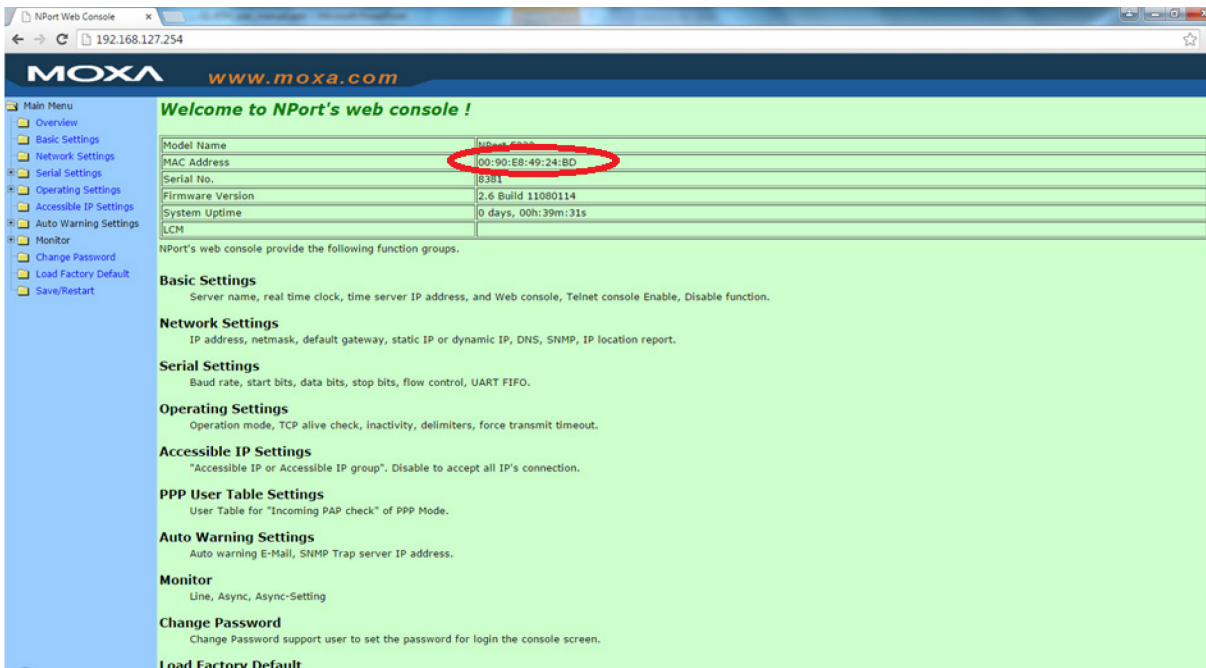 NPort Web Console
192.168.127.254
MOXA www.moxa.com
Main Menu
Overview
Basic Settings
Network Settings
Serial Settings
Operating Settings
Accessible IP Settings
Auto Warning Settings
Monitor
Change Password
Load Factory Default
Save/Restart
Welcome to NPort's web console !
Model Name NPort
MAC Address 00:90:E8:49:24:BD
Serial No. 8381
Firmware Version 2.6 Build 11080114
System Uptime 0 days, 00h:39m:31s
LCM
NPort's web console provide the following function groups.
Basic Settings
Server name, real time clock, time server IP address, and Web console, Telnet console Enable, Disable function.
Network Settings
IP address, netmask, default gateway, static IP or dynamic IP, DNS, SNMP, IP location report.
Serial Settings
Baud rate, start bits, data bits, stop bits, flow control, UART FIFO.
Operating Settings
Operation mode, TCP alive check, inactivity, delimiters, force transmit timeout.
Accessible IP Settings
"Accessible IP or Accessible IP group". Disable to accept all IP's connection.
PPP User Table Settings
User Table for "Incoming PAP check" of PPP Mode.
Auto Warning Settings
Auto warning E-Mail, SNMP Trap server IP address.
Monitor
Line, Async, Async-Setting
Change Password
Change Password support user to set the password for login the console screen.
Load Factory Default